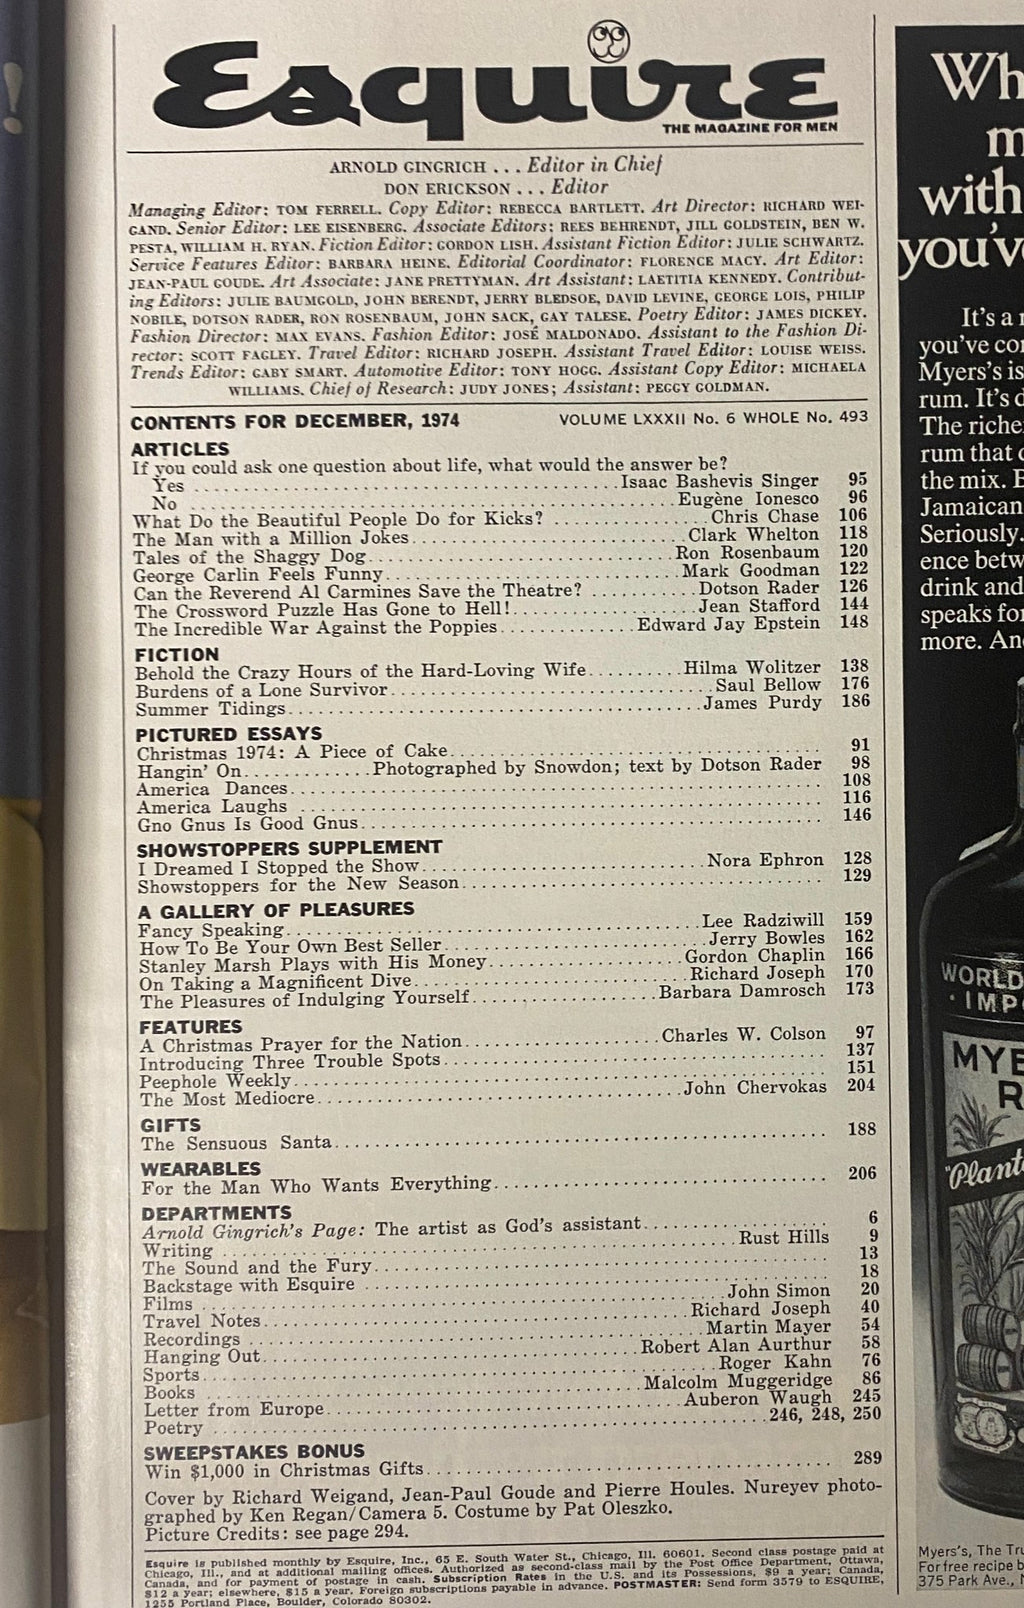 Esquire
THE MAGAZINE FOR MEN
ARNOLD GINGRICH . . . Editor in Chief
DON ERICKSON . . . Editor
Managing Editor: TOM FERRELL. Copy Editor: REBECCA BARTLETT. Art Director: RICHARD WEI-
GAND. Senior Editor: LEE EISENBERG. Associate Editors: REES BEHRENDT, JILL GOLDSTEIN, BEN W.
PESTA, WILLIAM H. RYAN. Fiction Editor: GORDON LISH. Assistant Fiction Editor: JULIE SCHWARTZ.
Service Features Editor: BARBARA HEINE. Editorial Coordinator: FLORENCE MACY. Art Editor:
JEAN-PAUL GOUDE. Art Associate: JANE PRETTYMAN. Art Assistant: LAETITIA KENNEDY. Contribut-
ing Editors: JULIE BAUMGOLD, JOHN BERENDT, JERRY BLEDSOE, DAVID LEVINE, GEORGE LOIS, PHILIP
NOBILE, DOTSON RADER, RON ROSENBAUM, JOHN SACK, GAY TALESE. Poetry Editor: JAMES DICKEY.
Fashion Director: MAX EVANS. Fashion Editor: JOSÉ MALDONADO. Assistant to the Fashion Di-
rector: SCOTT FAGLEY. Travel Editor: RICHARD JOSEPH. Assistant Travel Editor: LOUISE WEISS.
Trends Editor: GABY SMART. Automotive Editor: TONY HOGG. Assistant Copy Editor: MICHAELA
WILLIAMS. Chief of Research: JUDY JONES; Assistant: PEGGY GOLDMAN.
CONTENTS FOR DECEMBER, 1974 VOLUME LXXXII No. 6 WHOLE No. 493
ARTICLES
If you could ask one question about life, what would the answer be?
Yes ..... Isaac Bashevis Singer 95
No ..... Eugène Ionesco 96
What Do the Beautiful People Do for Kicks? ..... Chris Chase 106
The Man with a Million Jokes ..... Clark Whelton 118
Tales of the Shaggy Dog ..... Ron Rosenbaum 120
George Carlin Feels Funny ..... Mark Goodman 122
Can the Reverend Al Carmines Save the Theatre? ..... Dotson Rader 126
The Crossword Puzzle Has Gone to Hell! ..... Jean Stafford 144
The Incredible War Against the Poppies ..... Edward Jay Epstein 148
FICTION
Behold the Crazy Hours of the Hard-Loving Wife ..... Hilma Wolitzer 138
Burdens of a Lone Survivor ..... Saul Bellow 176
Summer Tidings ..... James Purdy 186
PICTURED ESSAYS
Christmas 1974: A Piece of Cake ..... 91
Hangin' On ..... Photographed by Snowdon; text by Dotson Rader 98
America Dances ..... 108
America Laughs ..... 116
Gno Gnus Is Good Gnus ..... 146
SHOWSTOPPERS SUPPLEMENT
I Dreamed I Stopped the Show ..... Nora Ephron 128
Showstoppers for the New Season ..... 129
A GALLERY OF PLEASURES
Fancy Speaking ..... Lee Radziwill 159
How To Be Your Own Best Seller ..... Jerry Bowles 162
Stanley Marsh Plays with His Money ..... Gordon Chaplin 166
On Taking a Magnificent Dive ..... Richard Joseph 170
The Pleasures of Indulging Yourself ..... Barbara Damrosch 173
FEATURES
A Christmas Prayer for the Nation ..... Charles W. Colson 97
Introducing Three Trouble Spots ..... 137
Peephole Weekly ..... 151
The Most Mediocre ..... John Chervokas 204
GIFTS
The Sensuous Santa ..... 188
WEARABLES
For the Man Who Wants Everything ..... 206
DEPARTMENTS
Arnold Gingrich's Page: The artist as God's assistant ..... 6
Writing ..... Rust Hills 9
The Sound and the Fury ..... 13
Backstage with Esquire ..... 18
Films ..... John Simon 20
Travel Notes ..... Richard Joseph 40
Recordings ..... Martin Mayer 54
Hanging Out ..... Robert Alan Aurthur 58
Sports ..... Roger Kahn 76
Books ..... Malcolm Muggeridge 86
Letter from Europe ..... Auberon Waugh 245
Poetry ..... 246, 248, 250
SWEEPSTAKES BONUS
Win $1,000 in Christmas Gifts ..... 289
Cover by Richard Weigand, Jean-Paul Goude and Pierre Houles. Nureyev photo-
graphed by Ken Regan/Camera 5. Costume by Pat Oleszko.
Picture Credits: see page 294.
Esquire is published monthly by Esquire, Inc., 65 E. South Water St., Chicago, Ill. 60601. Second class postage paid at
Chicago, Ill., and at additional mailing offices. Authorized as second-class mail by the Post Office Department, Ottawa,
Canada, and for payment of postage in cash. Subscription Rates in the U.S. and its Possessions, $9 a year; Canada,
$12 a year; elsewhere, $15 a year. Foreign subscriptions payable in advance. POSTMASTER: Send form 3579 to ESQUIRE,
1255 Portland Place, Boulder, Colorado 80302.
!
Wh
m
with
you've
It's a r
you've co
Myers's is
rum. It's d
The riche
rum that c
the mix. E
Jamaican
Seriously.
ence betw
drink and
speaks for
more. An
WORLD
IMP
MYE
R
"Plant
Myers's, The Tru
For free recipe b
375 Park Ave., N